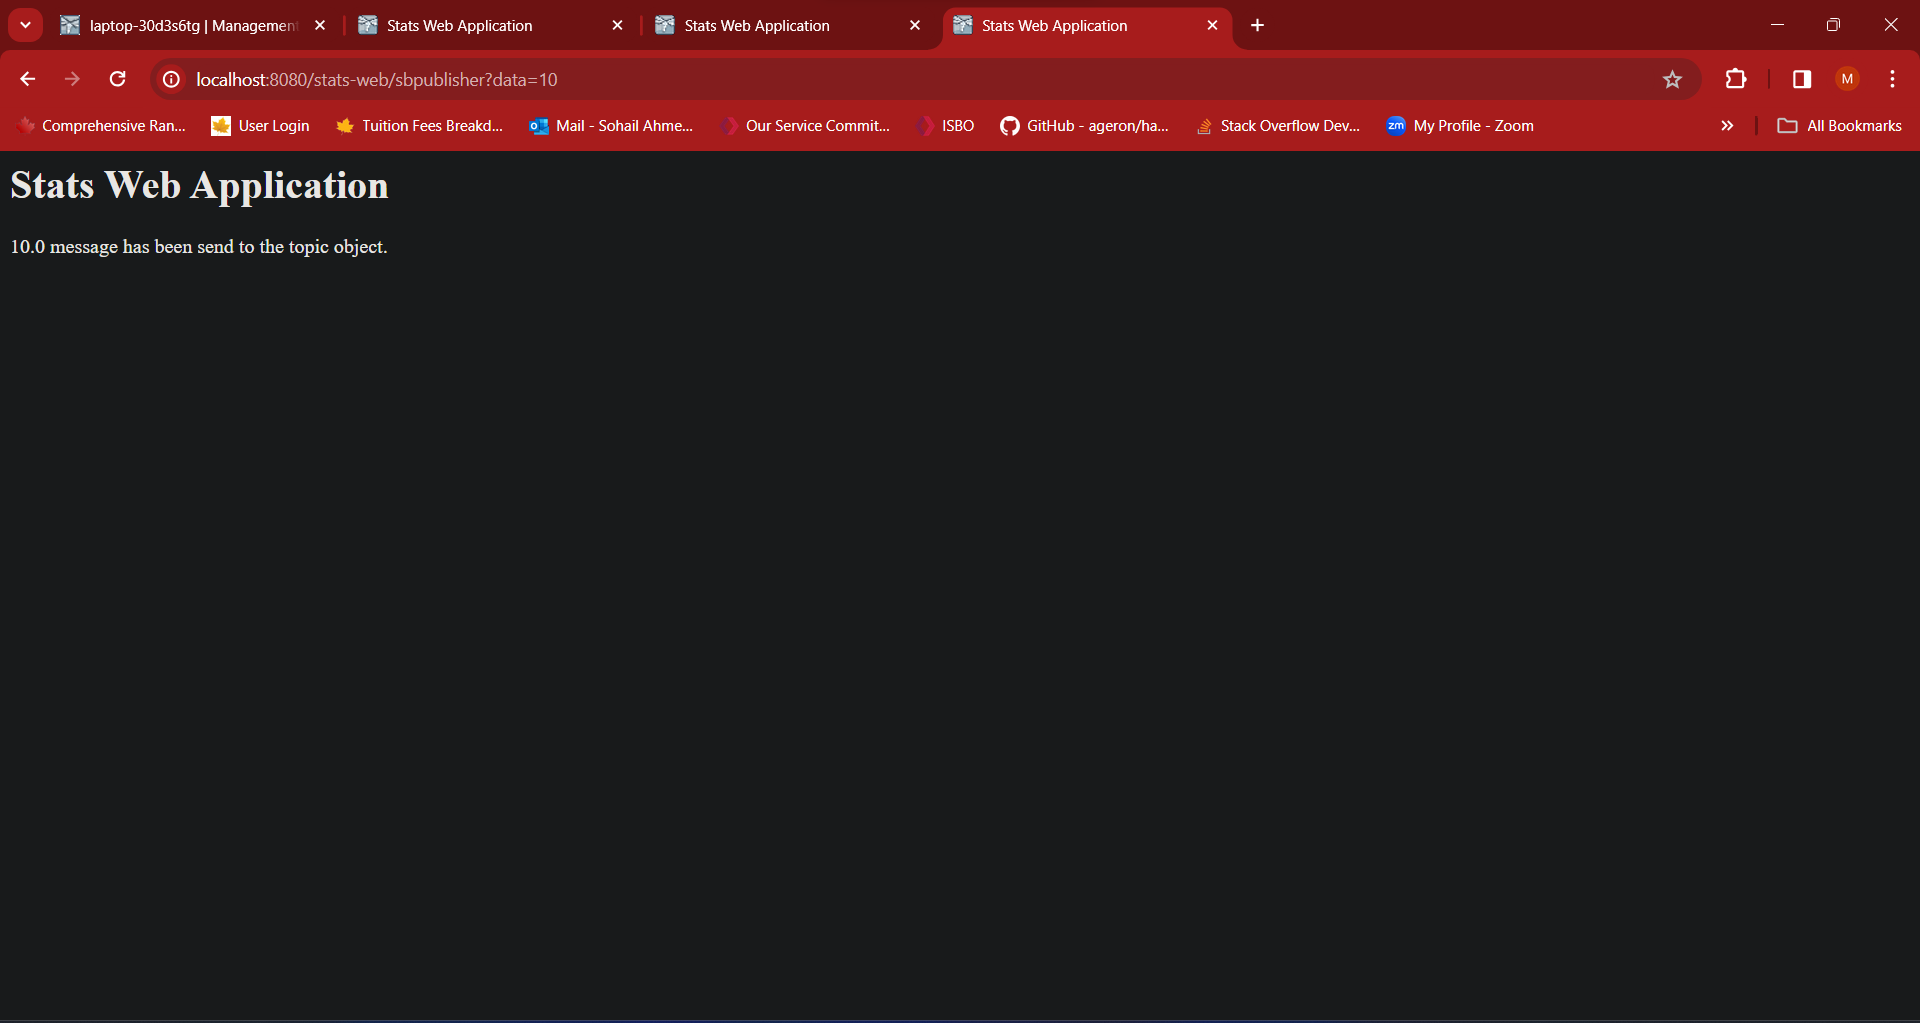 laptop-30d3s6tg | Managemen
Stats Web Application
Stats Web Application
Stats Web Application
localhost:8080/stats-web/sbpublisher?data=10
M
Comprehensive Ran...
User Login
Tuition Fees Breakd...
Mail - Sohail Ahme...
Our Service Commit...
ISBO
GitHub - ageron/ha...
Stack Overflow Dev...
zm My Profile - Zoom
All Bookmarks
Stats Web Application
10.0 message has been send to the topic object.